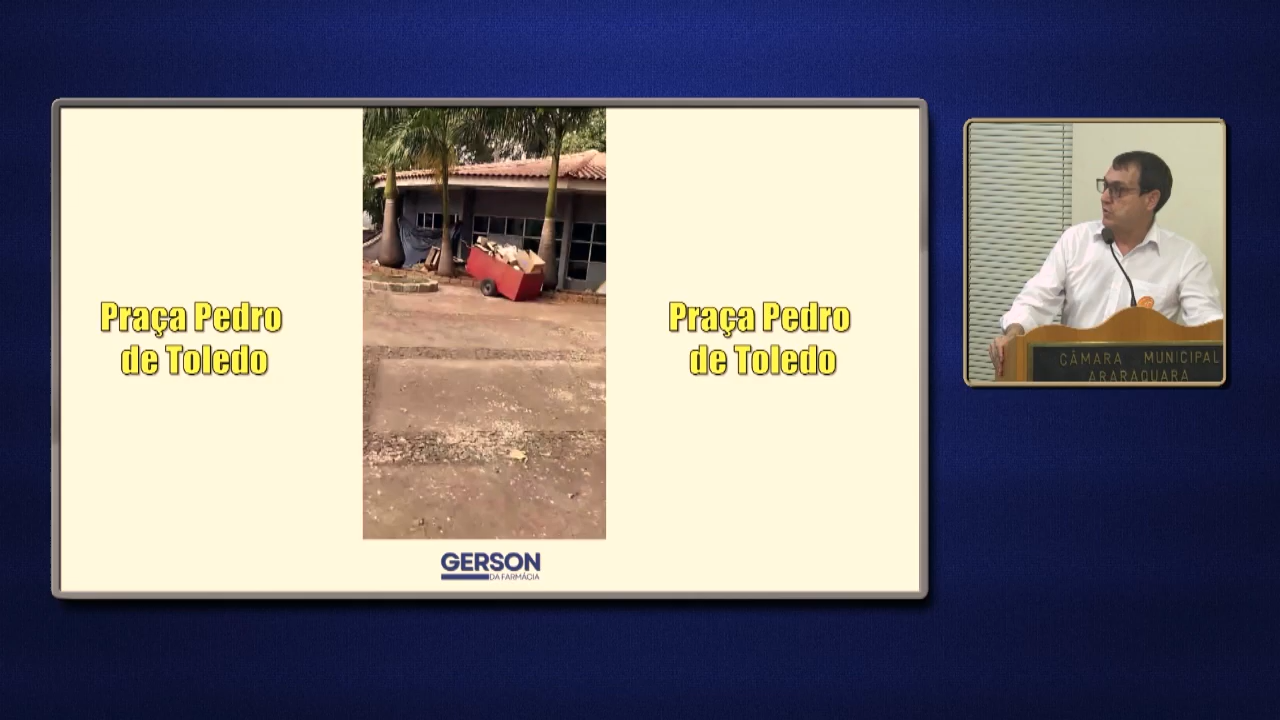 Praça Pedro
de Toledo
Praça Pedro
de Toledo
GERSON
DA FARMÁCIA
CÂMARA MUNICIPAL
ARARAQUARA